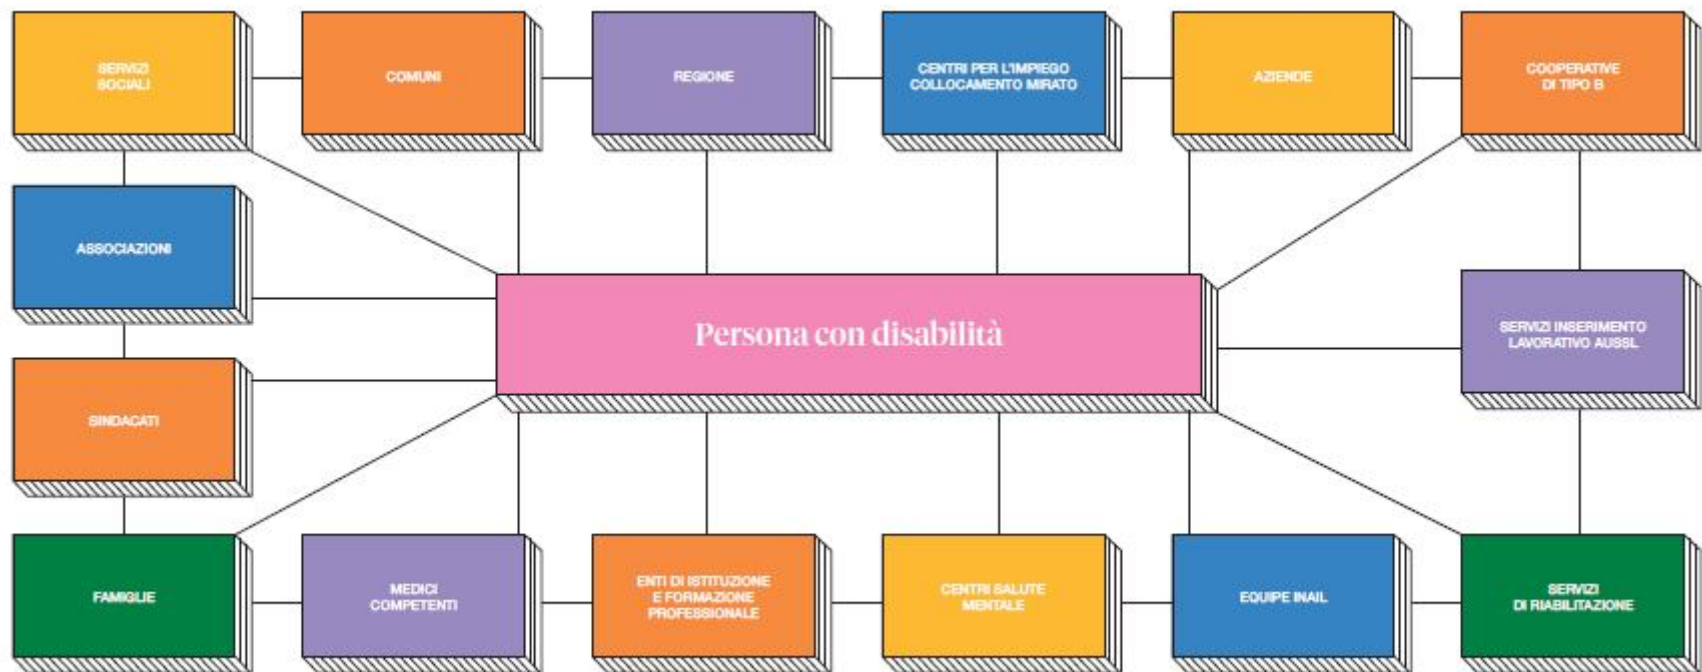 SERVIZI
SOCIALI
COMUNI
REGIONE
CENTRI PER L'IMPIEGO
COLLOCAMENTO MIRATO
AZIENDE
COOPERATIVE
DI TIPO B
ASSOCIAZIONI
Persona con disabilità
SERVIZI INSERIMENTO
LAVORATIVO AUSSL
SINDACATI
FAMIGLIE
MEDICI
COMPETENTI
ENTI DI ISTITUZIONE
E FORMAZIONE
PROFESSIONALE
CENTRI SALUTE
MENTALE
EQUIPE INAIL
SERVIZI
DI RIABILITAZIONE